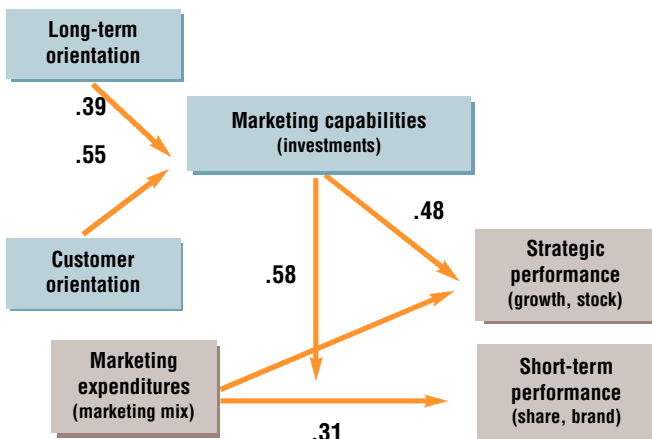 Long-term
orientation
.39
Marketing capabilities
(investments)
.55
.48
Customer
orientation
.58
Strategic
performance
(growth, stock)
Marketing
expenditures
(marketing mix)
Short-term
performance
(share, brand)
.31